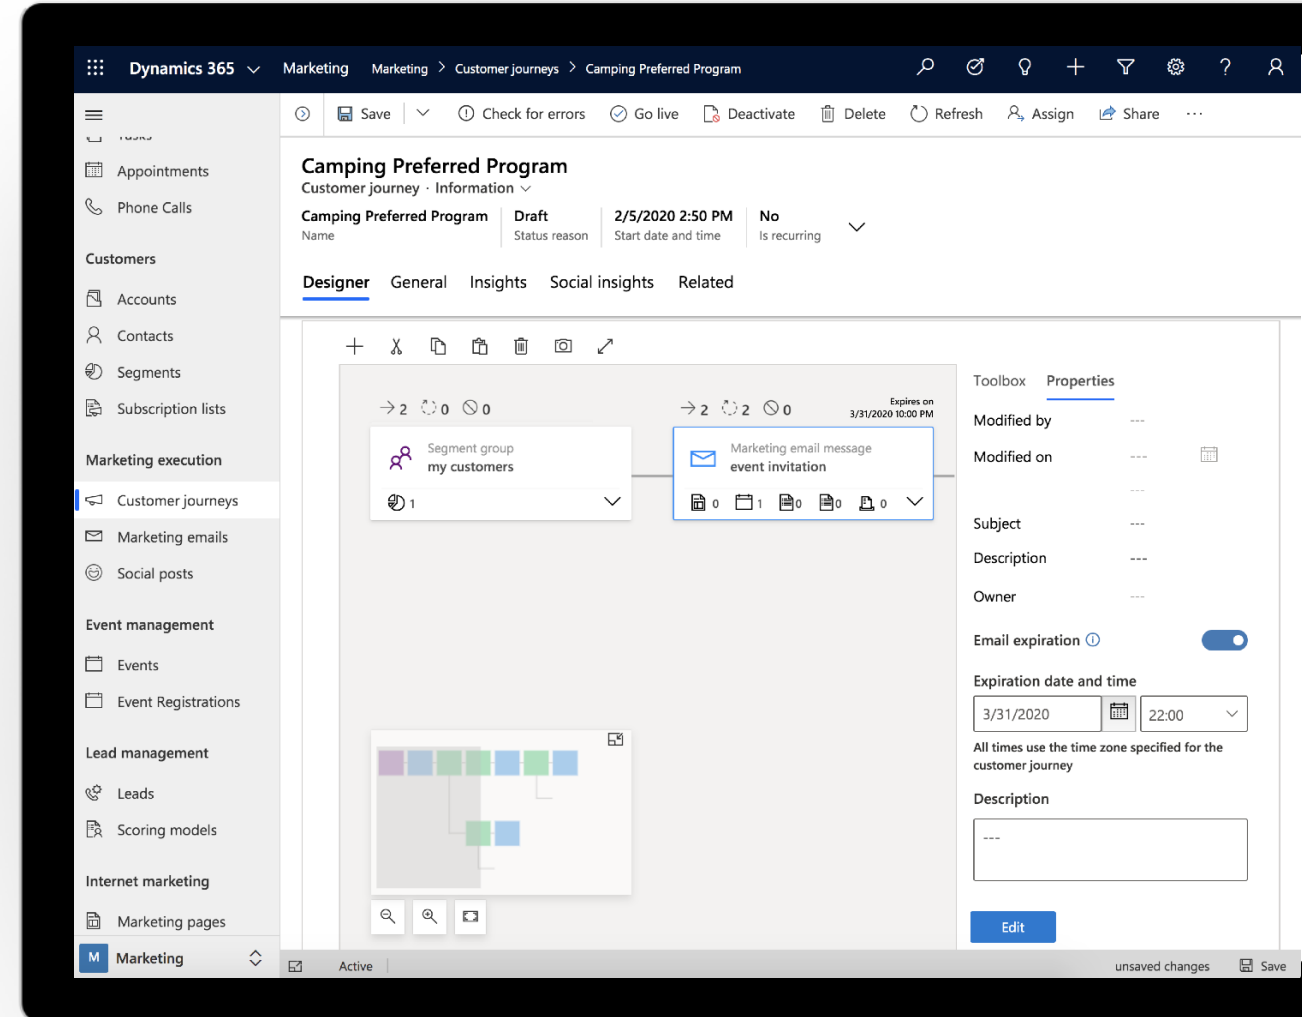 Dynamics 365 Marketing Marketing > Customer journeys > Camping Preferred Program
Save Check for errors Go live Deactivate Delete Refresh Assign Share ...
Tasks
Appointments
Phone Calls
Customers
Accounts
Contacts
Segments
Subscription lists
Marketing execution
Customer journeys
Marketing emails
Social posts
Event management
Events
Event Registrations
Lead management
Leads
Scoring models
Internet marketing
Marketing pages
M Marketing
Camping Preferred Program
Customer journey · Information
Camping Preferred Program Draft 2/5/2020 2:50 PM No
Name Status reason Start date and time Is recurring
Designer General Insights Social insights Related
2 0 0
Segment group
my customers
1
2 2 0
Expires on
3/31/2020 10:00 PM
Marketing email message
event invitation
0 1 0 0 0
Toolbox Properties
Modified by ---
Modified on ---
---
Subject ---
Description ---
Owner ---
Email expiration
Expiration date and time
3/31/2020 22:00
All times use the time zone specified for the
customer journey
Description
---
Edit
Active unsaved changes Save